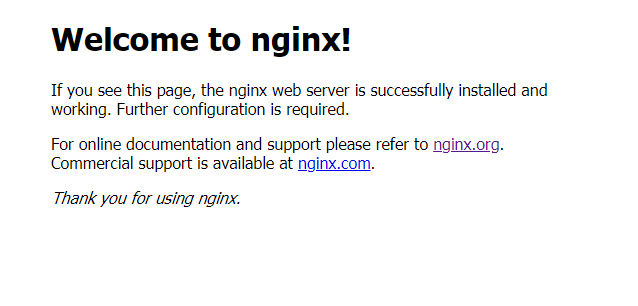 Welcome to nginx!
If you see this page, the nginx web server is successfully installed and
working. Further configuration is required.
For online documentation and support please refer to nginx.org.
Commercial support is available at nginx.com.
Thank you for using nginx.